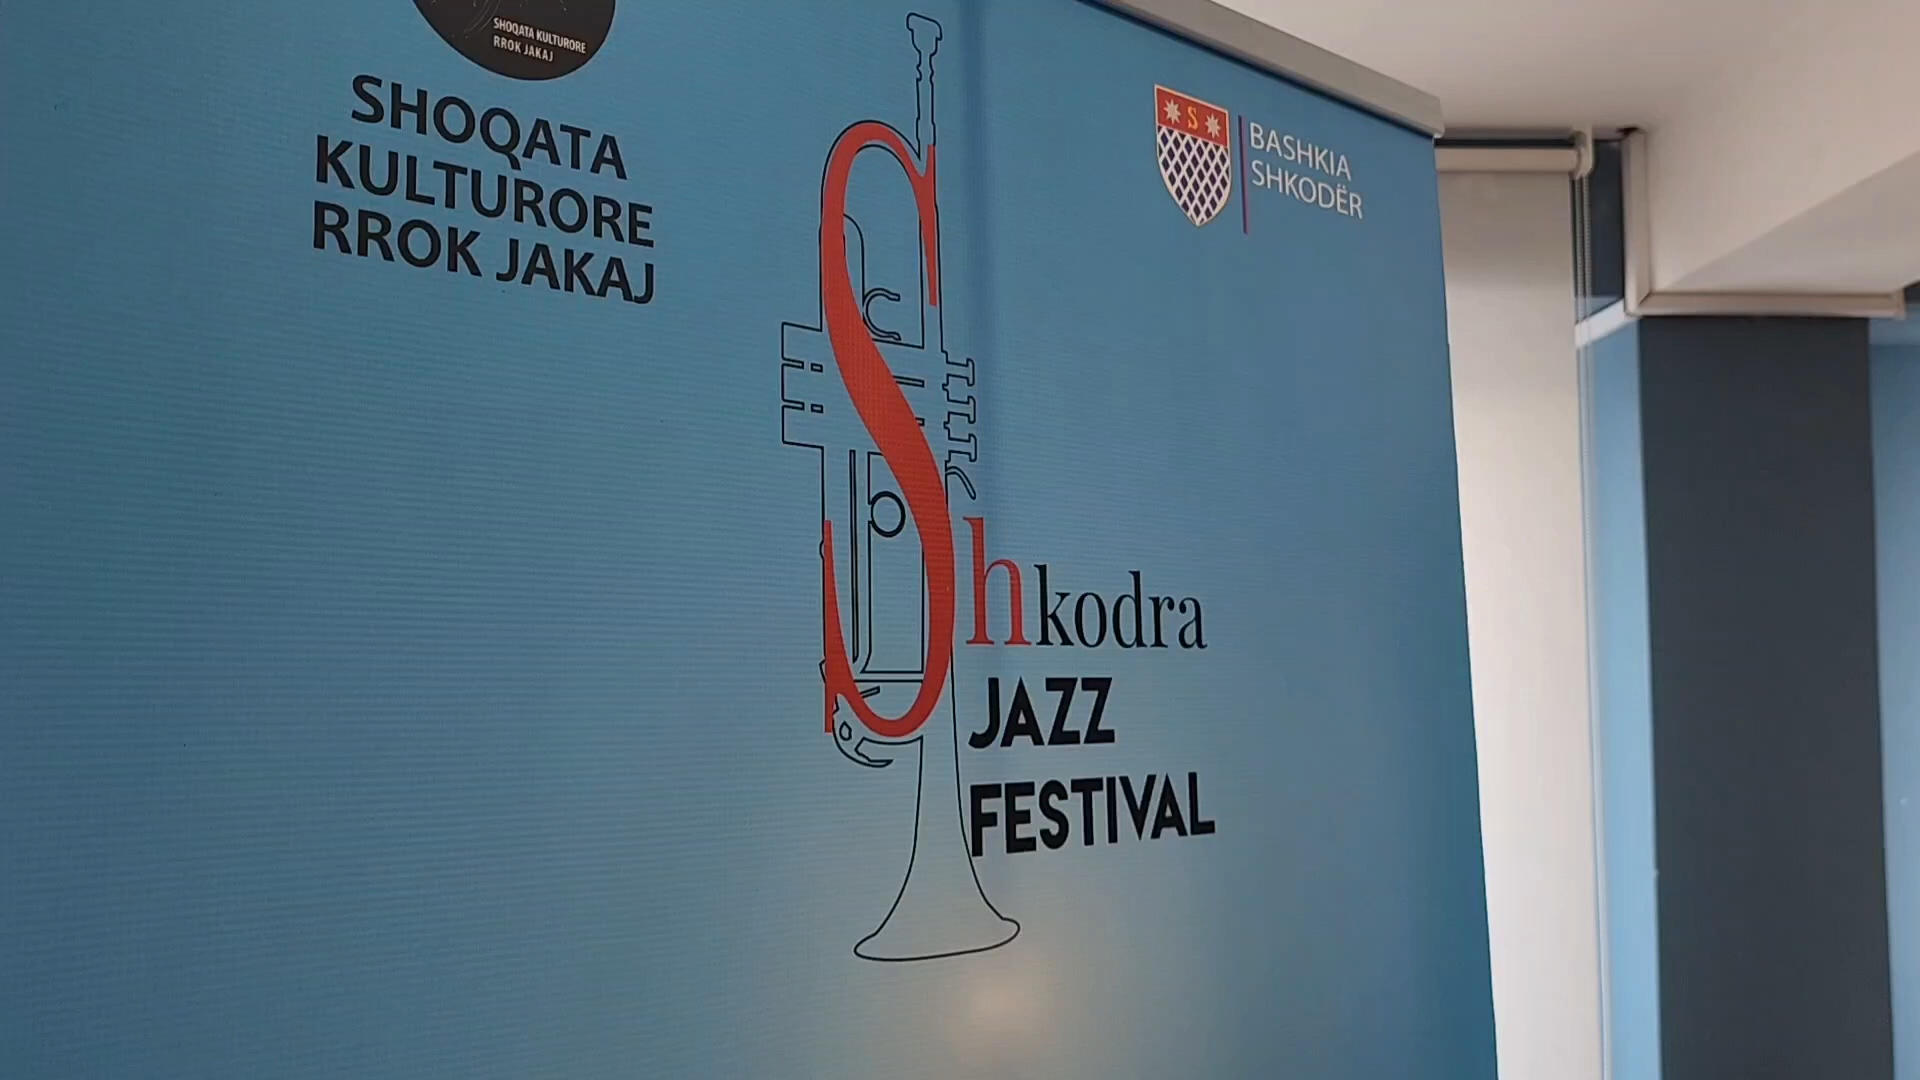 SHOQATA KULTURORE
RROK JAKAJ
SHOQATA
KULTURORE
RROK JAKAJ
S
BASHKIA
SHKODËR
Shkodra
JAZZ
FESTIVAL